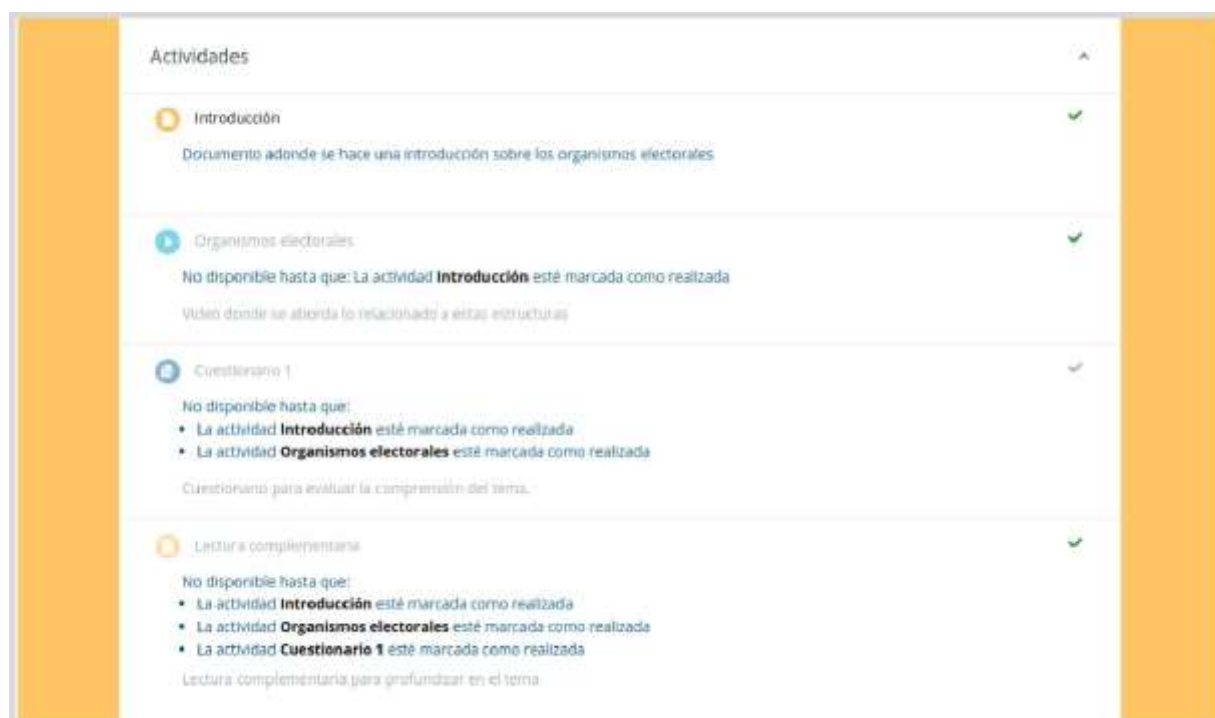 Actividades
Introducción
Documento adonde se hace una introducción sobre los organismos electorales
Organismos electorales
No disponible hasta que: La actividad Introducción esté marcada como realizada
Video donde se aborda lo relacionado a estas estructuras
Cuestionario 1
No disponible hasta que:
• La actividad Introducción esté marcada como realizada
• La actividad Organismos electorales esté marcada como realizada
Cuestionario para evaluar la comprensión del tema.
Lectura complementaria
No disponible hasta que:
• La actividad Introducción esté marcada como realizada
• La actividad Organismos electorales esté marcada como realizada
• La actividad Cuestionario 1 esté marcada como realizada
Lectura complementaria para profundizar en el tema